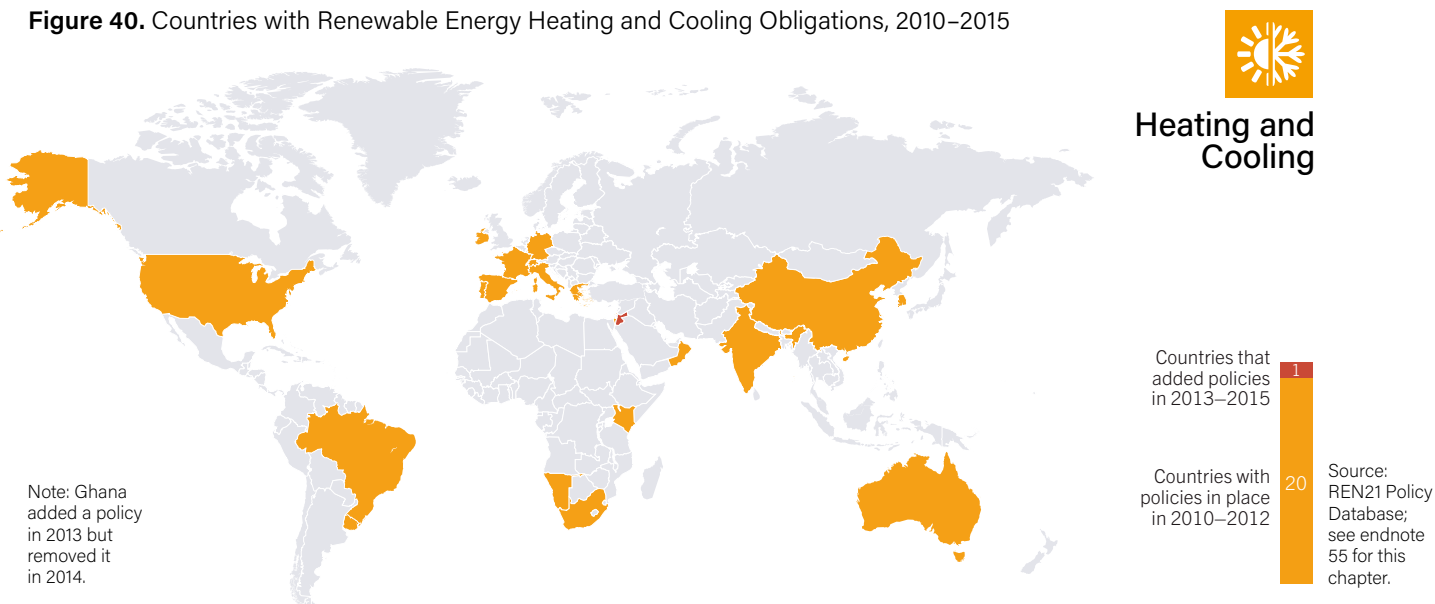 Figure 40. Countries with Renewable Energy Heating and Cooling Obligations, 2010–2015
Heating and
Cooling
Countries that
added policies
in 2013–2015
1
Countries with
policies in place
in 2010–2012
20
Source:
REN21 Policy
Database;
see endnote
55 for this
chapter.
Note: Ghana
added a policy
in 2013 but
removed it
in 2014.